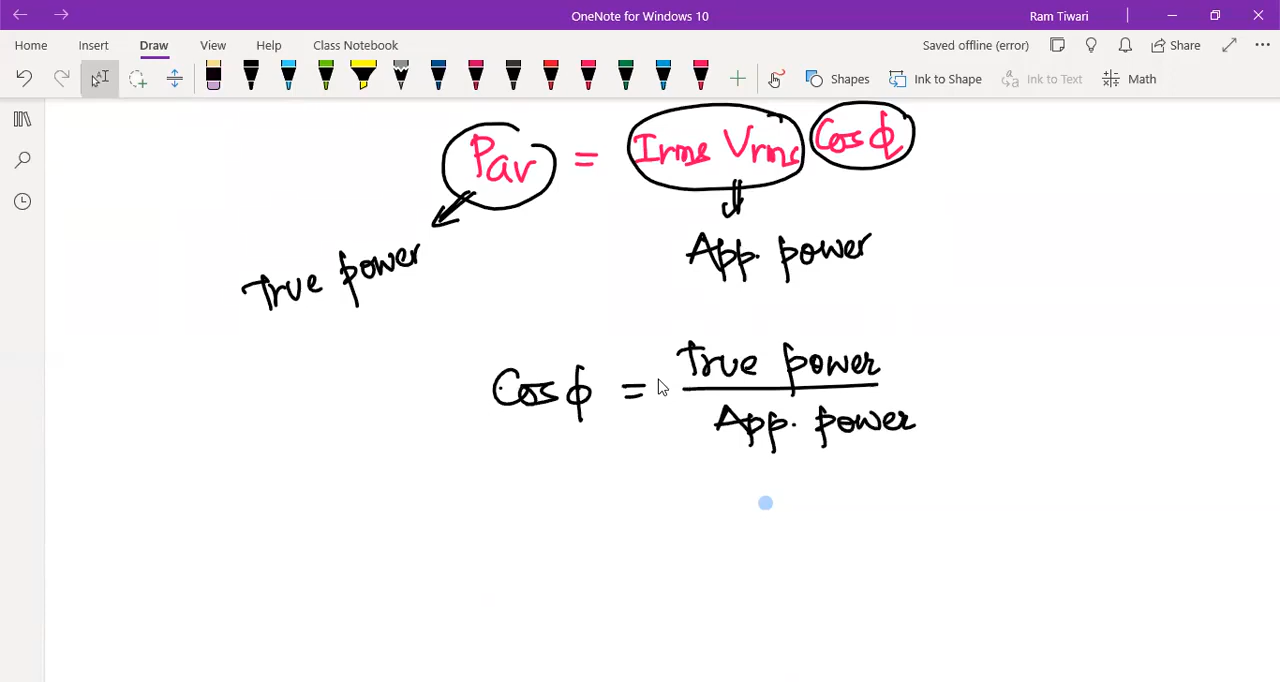 OneNote for Windows 10
Ram Tiwari
Home Insert Draw View Help Class Notebook
Saved offline (error) Share
Shapes Ink to Shape Ink to Text Math
Pav = Irms Vrms Cosϕ
True power
App. power
Cosϕ = True power
App. power